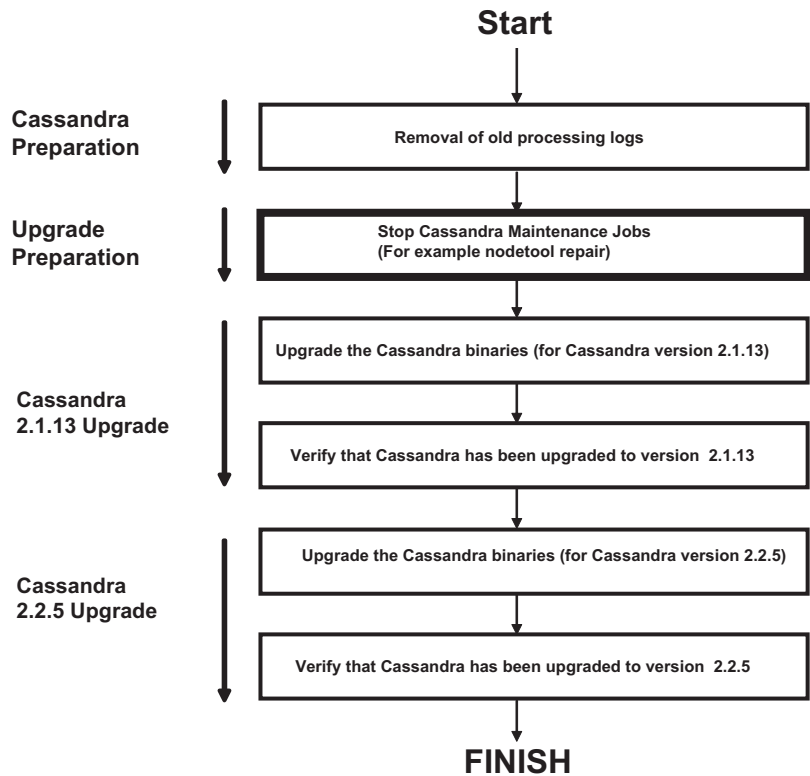 Start
Cassandra
Preparation
Removal of old processing logs
Upgrade
Preparation
Stop Cassandra Maintenance Jobs
(For example nodetool repair)
Cassandra
2.1.13 Upgrade
Upgrade the Cassandra binaries (for Cassandra version 2.1.13)
Verify that Cassandra has been upgraded to version 2.1.13
Cassandra
2.2.5 Upgrade
Upgrade the Cassandra binaries (for Cassandra version 2.2.5)
Verify that Cassandra has been upgraded to version 2.2.5
FINISH